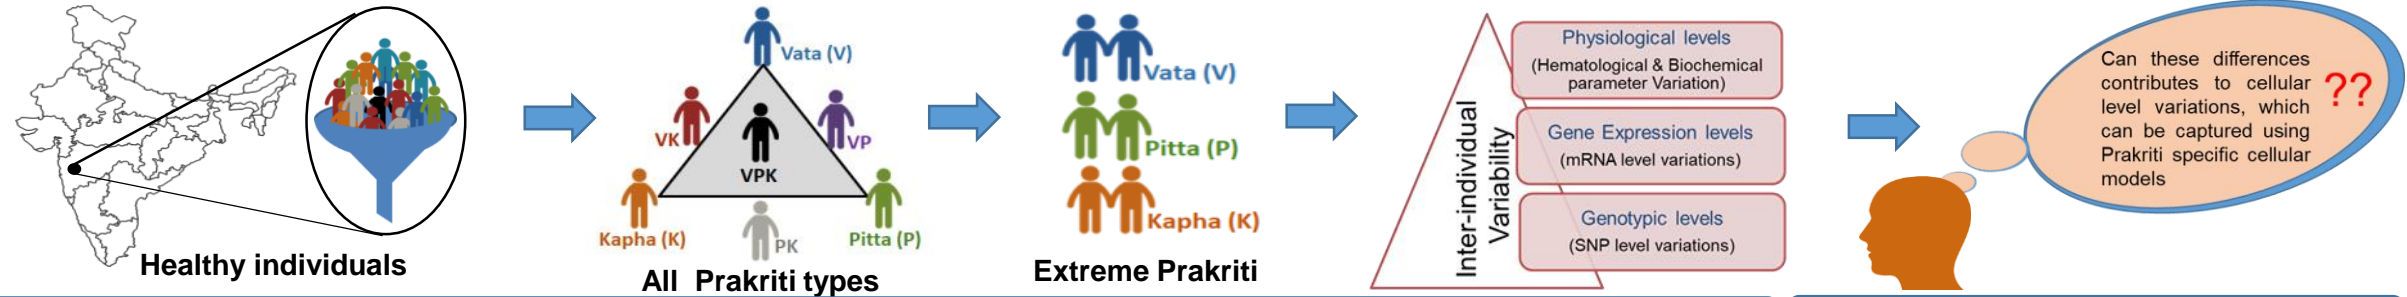 Healthy individuals
Vata (V)
VK
VP
VPK
Kapha (K)
PK
Pitta (P)
All Prakriti types
Vata (V)
Pitta (P)
Kapha (K)
Extreme Prakriti
Inter-individual
Variability
Physiological levels
(Hematological & Biochemical
parameter Variation)
Gene Expression levels
(mRNA level variations)
Genotypic levels
(SNP level variations)
Can these differences
contributes to cellular
level variations, which
can be captured using
Prakriti specific cellular
models
??